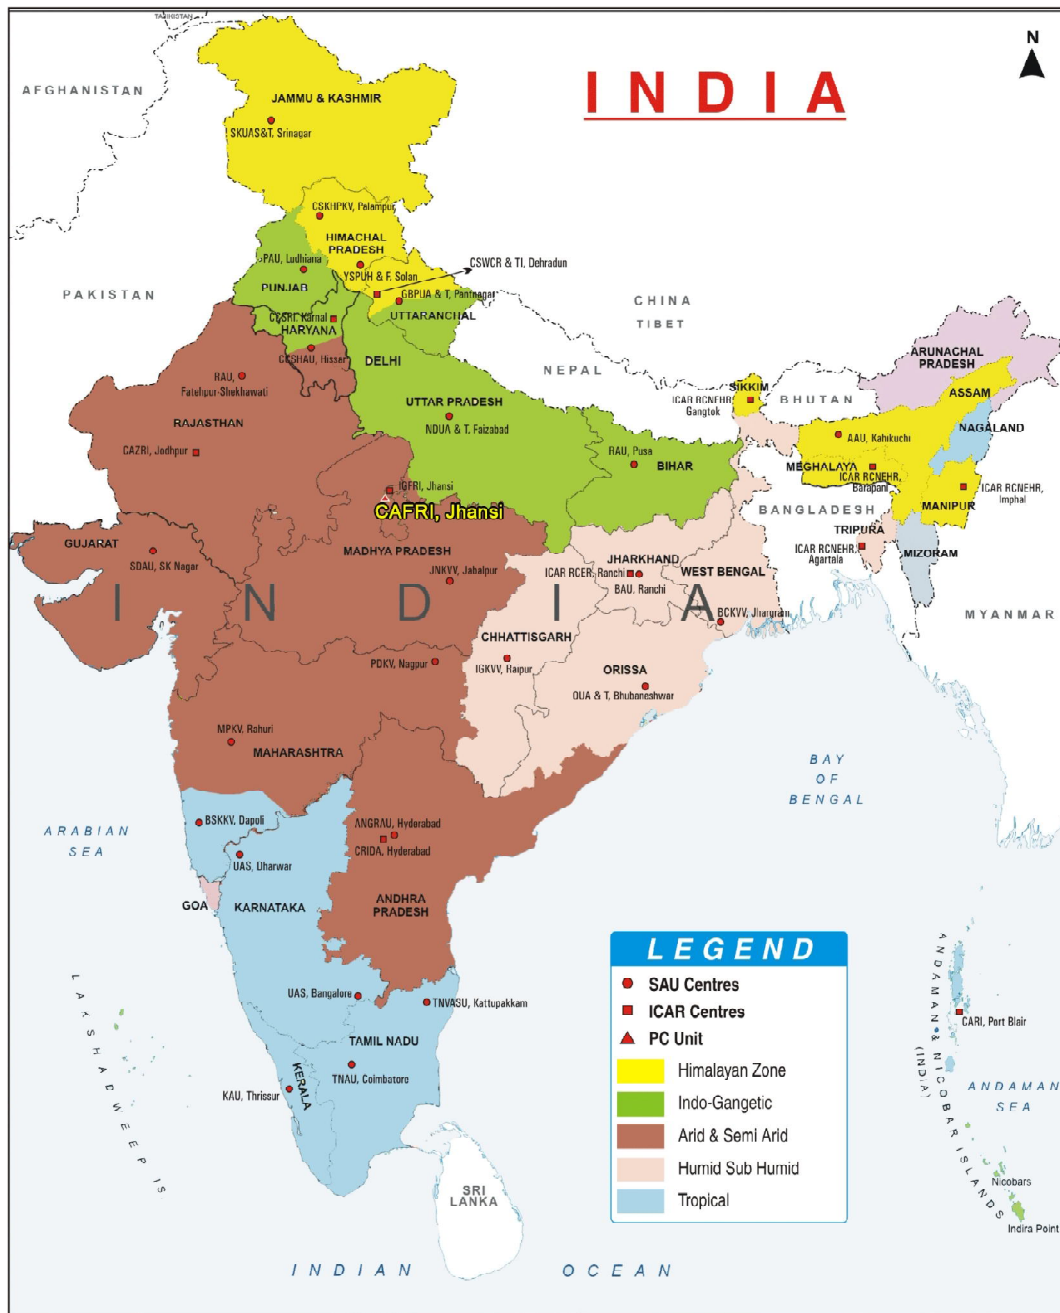 TAJIKISTAN
N
INDIA
AFGHANISTAN
JAMMU & KASHMIR
SKUAS&T, Srinagar
CSKHPKV, Palampur
HIMACHAL
PRADESH
PAU, Ludhiana
YSPUH & F, Solan
CSWCR & TI, Dehradun
PUNJAB
GBPUA & T, Pantnagar
PAKISTAN
CHINA
TIBET
UTTARANCHAL
HARYANA
CCSHAU, Hissar
DELHI
ARUNACHAL
PRADESH
NEPAL
RAU,
Fatehpur-Shekhawati
SIKKIM
ICAR RCNEHR,
Gangtok
BHUTAN
ASSAM
UTTAR PRADESH
NDUA & T, Faizabad
RAJASTHAN
NAGALAND
AAU, Kahikuchi
CAZRI, Jodhpur
RAU, Pusa
BIHAR
MEGHALAYA
ICAR RCNEHR,
Barapani
ICAR RCNEHR,
Imphal
IGFRI, Jhansi
CAFRI, Jhansi
MANIPUR
BANGLADESH
TRIPURA
GUJARAT
MADHYA PRADESH
ICAR RCNEHR,
Agartala
MIZORAM
SDAU, SK Nagar
JHARKHAND
ICAR RCER, Ranchi
WEST BENGAL
JNKVV, Jabalpur
BAU, Ranchi
I N D I A
BCKVV, Jhargram
MYANMAR
CHHATTISGARH
PDKV, Nagpur
IGKVV, Raipur
ORISSA
OUA & T, Bhubaneshwar
MPKV, Rahuri
MAHARASHTRA
BAY
OF
BENGAL
ARABIAN
SEA
BSKKV, Dapoli
ANGRAU, Hyderabad
CRIDA, Hyderabad
UAS, Dharwar
GOA
KARNATAKA
ANDHRA
PRADESH
LEGEND
SAU Centres
ICAR Centres
PC Unit
Himalayan Zone
Indo-Gangetic
Arid & Semi Arid
Humid Sub Humid
Tropical
UAS, Bangalore
TNVASU, Kattupakkam
TAMIL NADU
TNAU, Coimbatore
KERALA
KAU, Thrissur
LAKSHADWEEP IS
SRI
LANKA
ANDAMAN & NICOBAR ISLANDS
(INDIA)
CARI, Port Blair
ANDAMAN
SEA
Nicobars
Indira Point
INDIAN OCEAN